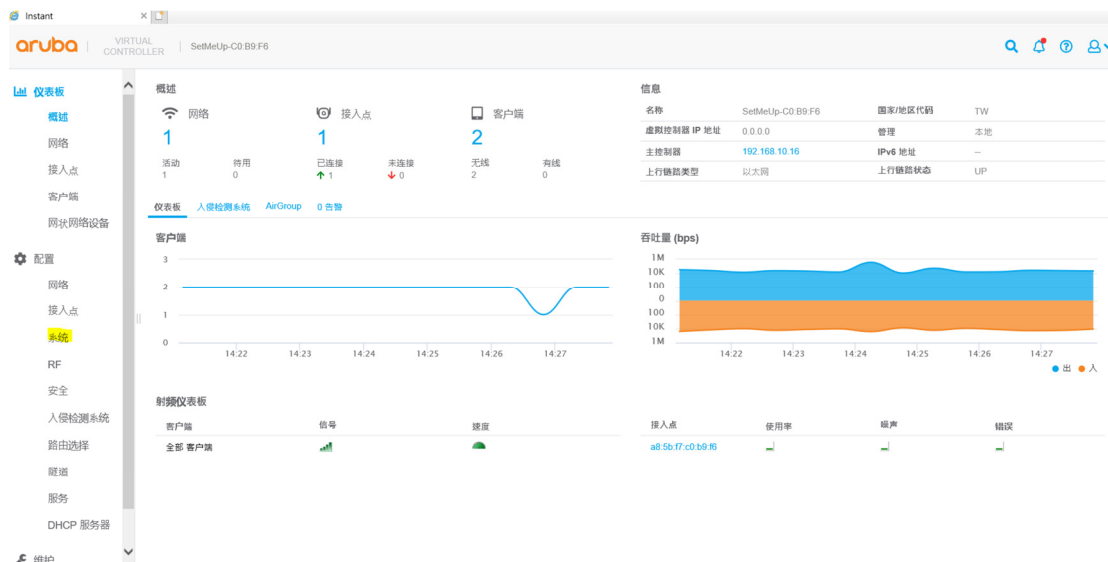 Instant
aruba
VIRTUAL CONTROLLER
SetMeUp-C0:B9:F6
仪表板
概述
网络
接入点
客户端
网状网络设备
配置
网络
接入点
系统
RF
安全
入侵检测系统
路由选择
隧道
服务
DHCP 服务器
维护
概述
网络
1
活动
1
待用
0
接入点
1
已连接
1
未连接
0
客户端
2
无线
2
有线
0
信息
名称 SetMeUp-C0:B9:F6 国家/地区代码 TW
虚拟控制器 IP 地址 0.0.0.0 管理 本地
主控制器 192.168.10.16 IPv6 地址 --
上行链路类型 以太网 上行链路状态 UP
仪表板 入侵检测系统 AirGroup 0 告警
客户端
3
2
1
0
14:22 14:23 14:24 14:25 14:26 14:27
吞吐量 (bps)
1M
10K
100
0
100
10K
1M
14:22 14:23 14:24 14:25 14:26 14:27
出 入
射频仪表板
客户端 信号 速度
全部 客户端
接入点 使用率 噪声 错误
a8:5b:f7:c0:b9:f6